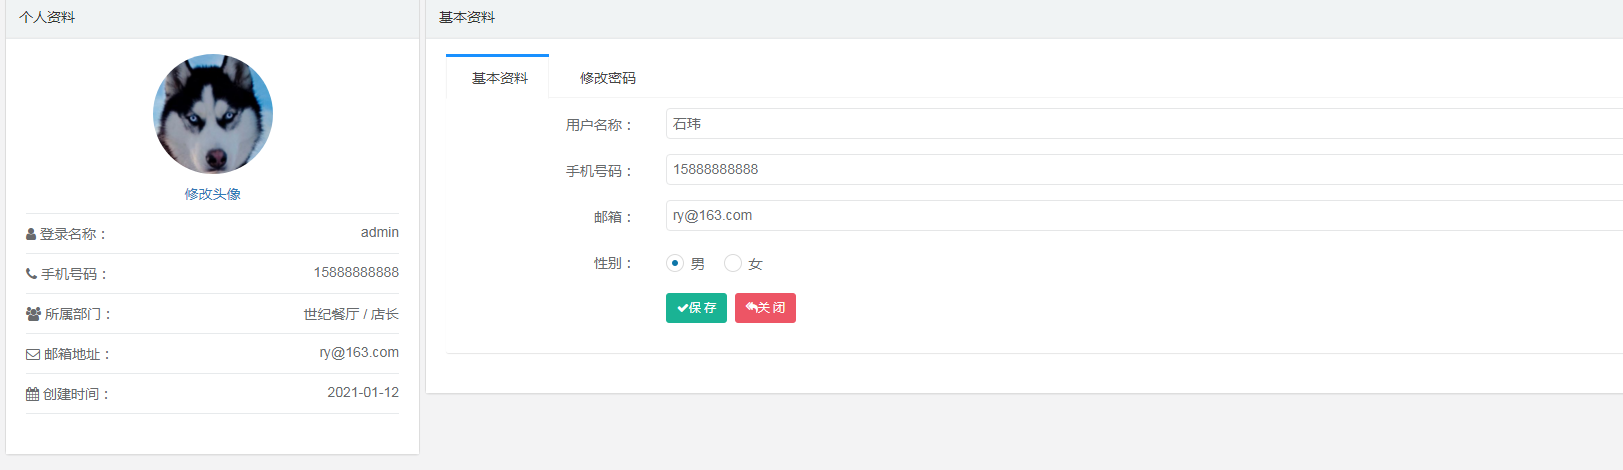 个人资料
修改头像
登录名称： admin
手机号码： 15888888888
所属部门： 世纪餐厅 / 店长
邮箱地址： ry@163.com
创建时间： 2021-01-12
基本资料
基本资料 修改密码
用户名称： 石玮
手机号码： 15888888888
邮箱： ry@163.com
性别： 男 女
保存 关闭